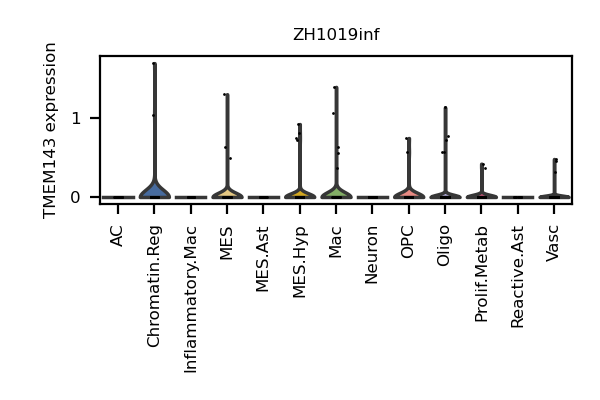 ZH1019inf
TMEM143 expression
1
0
AC
Chromatin.Reg
Inflammatory.Mac
MES
MES.Ast
MES.Hyp
Mac
Neuron
OPC
Oligo
Prolif.Metab
Reactive.Ast
Vasc